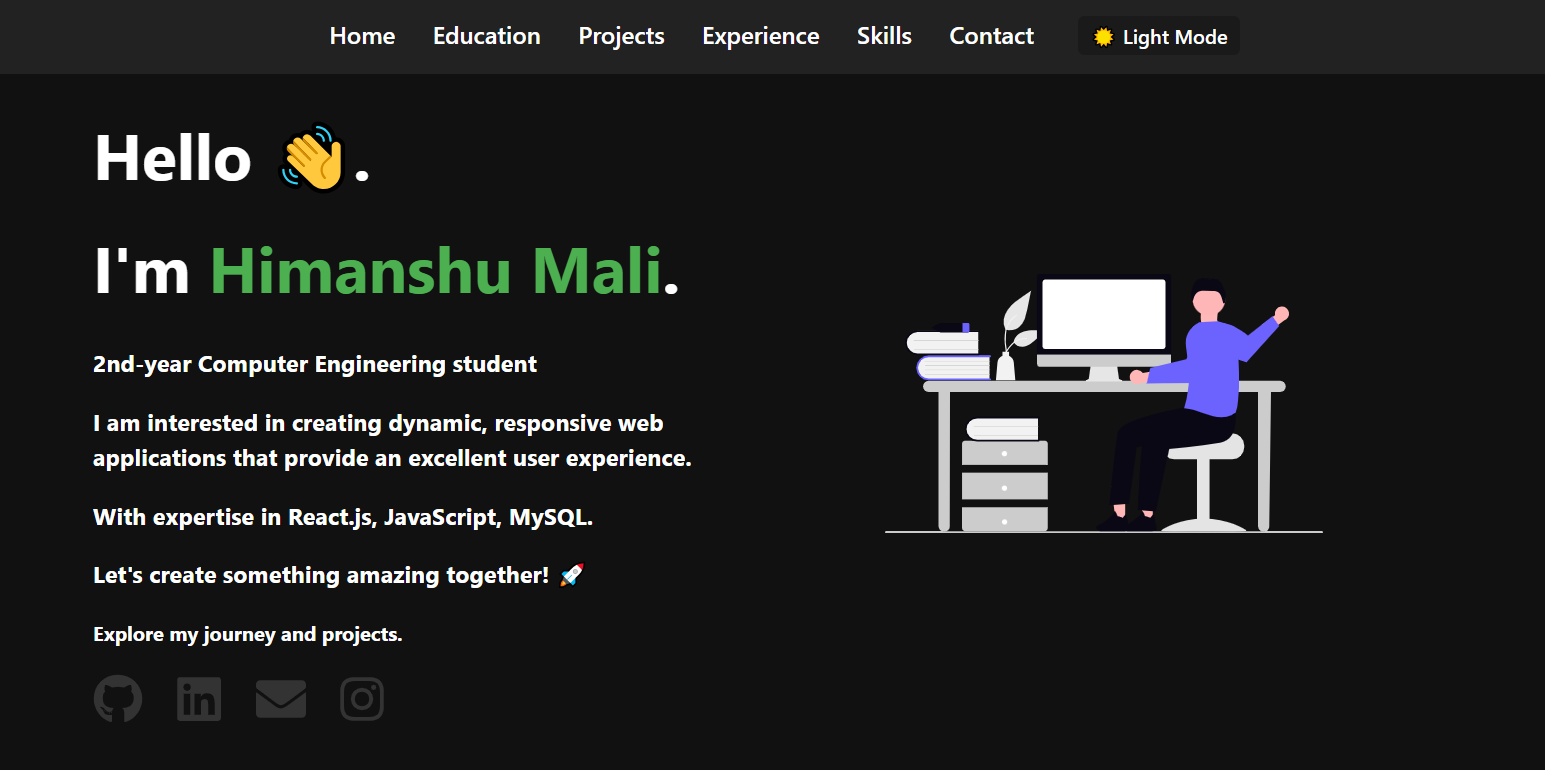 Home Education Projects Experience Skills Contact Light Mode
Hello 👋.
I'm Himanshu Mali.
2nd-year Computer Engineering student
I am interested in creating dynamic, responsive web
applications that provide an excellent user experience.
With expertise in React.js, JavaScript, MySQL.
Let's create something amazing together! 🚀
Explore my journey and projects.